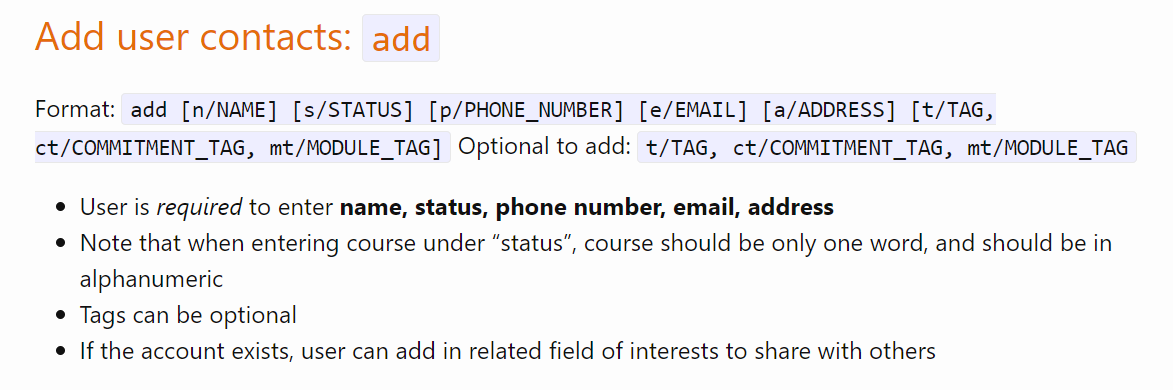 Add user contacts: add
Format: add [n/NAME] [s/STATUS] [p/PHONE_NUMBER] [e/EMAIL] [a/ADDRESS] [t/TAG,
ct/COMMITMENT_TAG, mt/MODULE_TAG] Optional to add: t/TAG, ct/COMMITMENT_TAG, mt/MODULE_TAG
• User is required to enter name, status, phone number, email, address
• Note that when entering course under “status”, course should be only one word, and should be in
alphanumeric
• Tags can be optional
• If the account exists, user can add in related field of interests to share with others